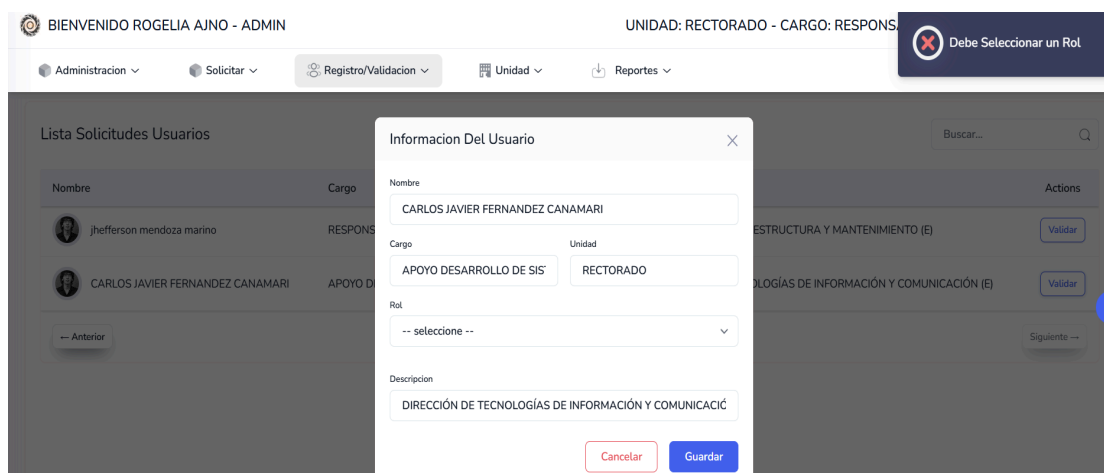 BIENVENIDO ROGELIA AJNO - ADMIN
UNIDAD: RECTORADO - CARGO: RESPONS
Debe Seleccionar un Rol
Administracion
Solicitar
Registro/Validacion
Unidad
Reportes
Lista Solicitudes Usuarios
Buscar...
Nombre
Cargo
Actions
jhefferson mendoza marino
RESPONS
ESTRUCTURA Y MANTENIMIENTO (E)
Validar
CARLOS JAVIER FERNANDEZ CANAMARI
APOYO D
OLOGÍAS DE INFORMACIÓN Y COMUNICACIÓN (E)
Validar
← Anterior
Siguiente →
Informacion Del Usuario
Nombre
CARLOS JAVIER FERNANDEZ CANAMARI
Cargo
Unidad
APOYO DESARROLLO DE SIST
RECTORADO
Rol
-- seleccione --
Descripcion
DIRECCIÓN DE TECNOLOGÍAS DE INFORMACIÓN Y COMUNICACIÓ
Cancelar
Guardar